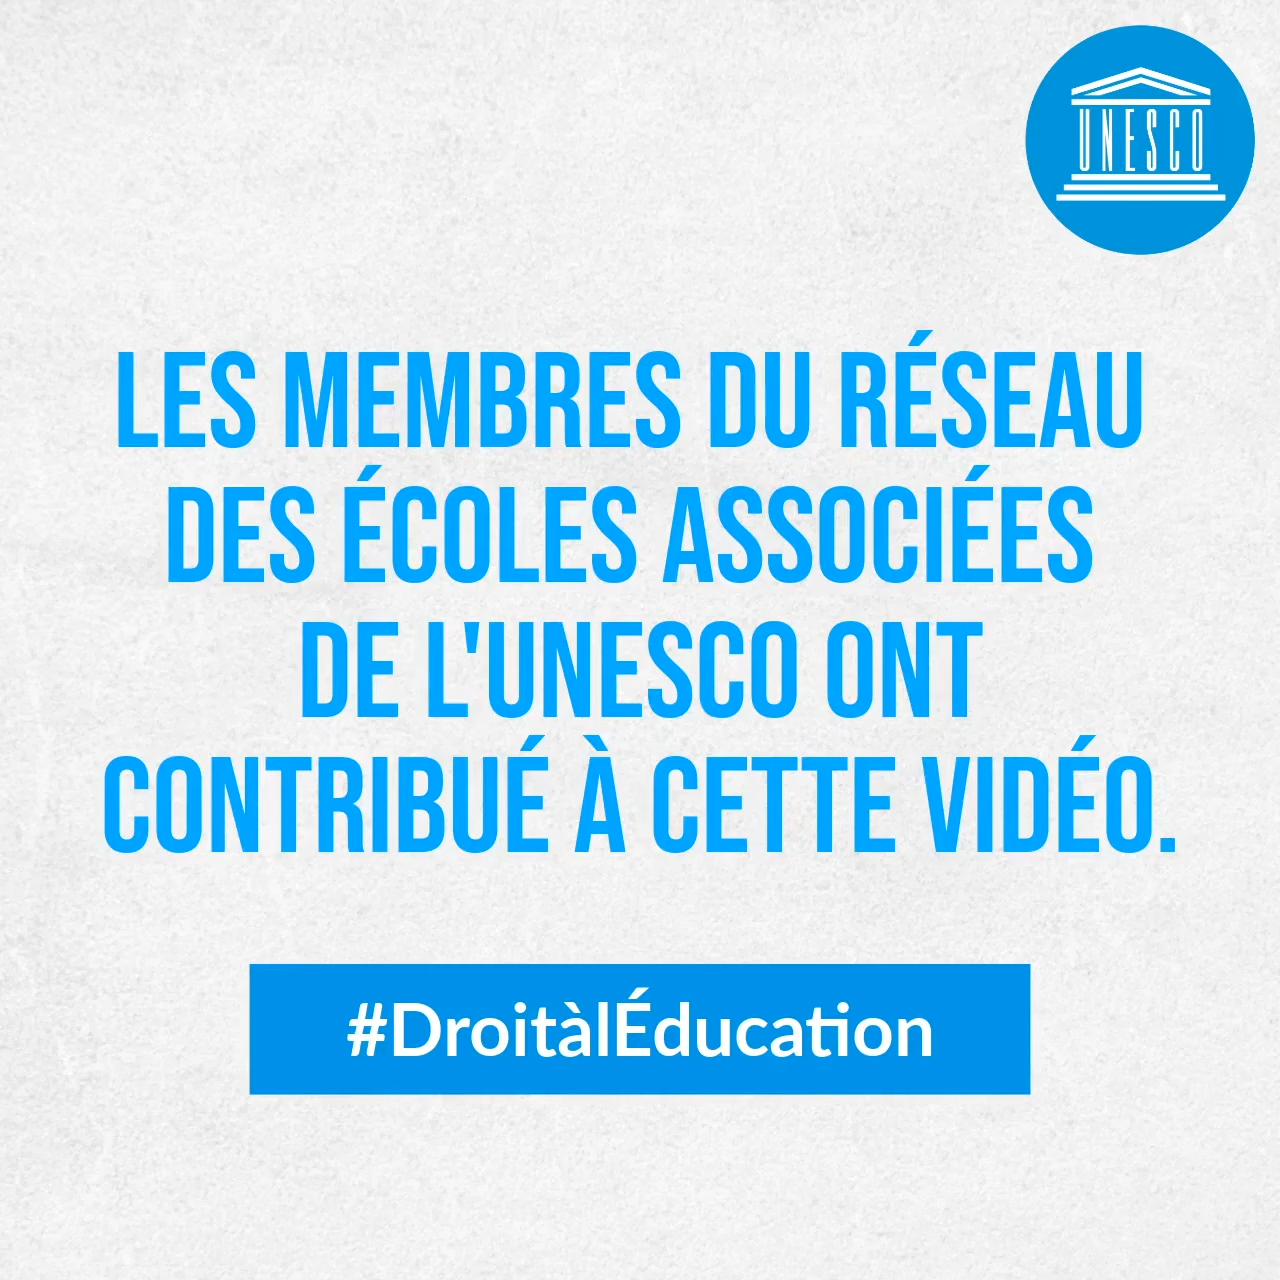 UNESCO
LES MEMBRES DU RÉSEAU
DES ÉCOLES ASSOCIÉES
DE L'UNESCO ONT
CONTRIBUÉ À CETTE VIDÉO.
#DroitàlÉducation